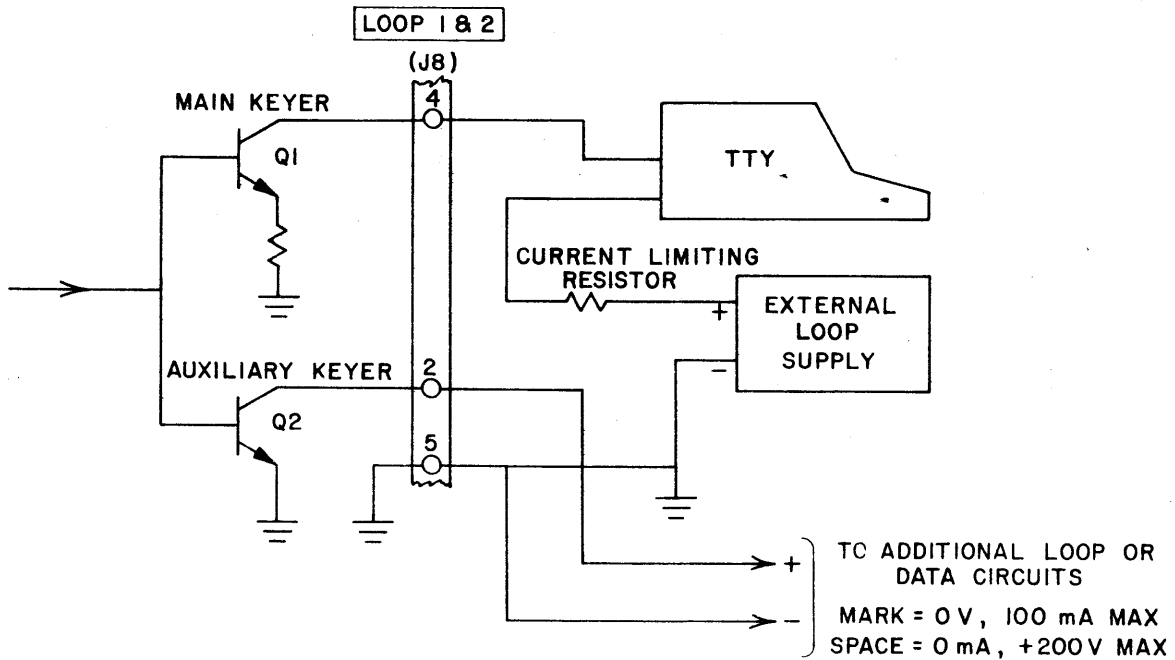 LOOP 1 & 2
(J8)
MAIN KEYER
4
Q1
TTY
CURRENT LIMITING
RESISTOR
+
−
EXTERNAL
LOOP
SUPPLY
AUXILIARY KEYER
2
Q2
5
+
−
TO ADDITIONAL LOOP OR
DATA CIRCUITS
MARK = 0 V, 100 mA MAX
SPACE = 0 mA, +200 V MAX